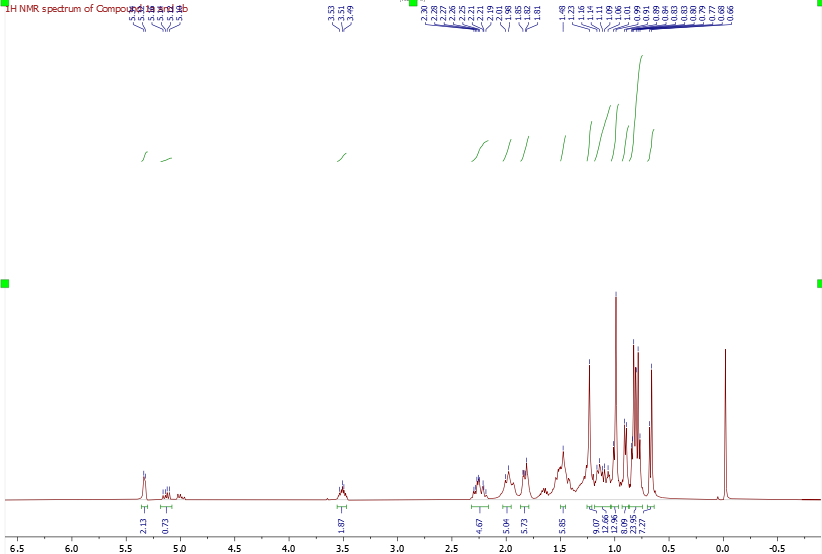 1H NMR spectrum of Compound
3.53 3.51 3.49 2.30 2.28 2.27 2.26 2.25 2.21 2.21 2.19 2.01 1.98 1.85 1.82 1.81 1.48 1.23 1.16 1.14 1.11 1.09 1.06 1.01 0.99 0.91 0.89 0.84 0.83 0.83 0.80 0.79 0.77 0.68 0.66
2.13 0.73 1.87 4.67 5.04 5.73 5.85 9.07 12.66 12.96 8.09 23.95 7.27
6.5 6.0 5.5 5.0 4.5 4.0 3.5 3.0 2.5 2.0 1.5 1.0 0.5 0.0 -0.5